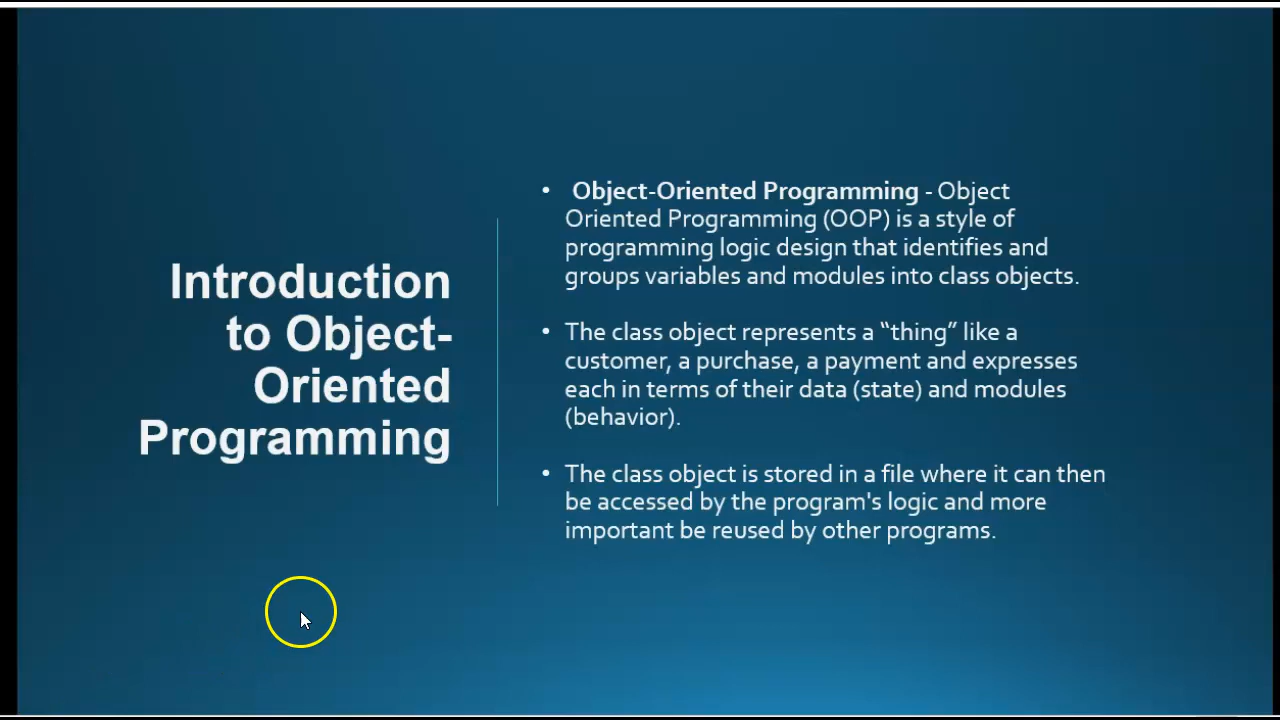 Introduction
to Object-
Oriented
Programming
• Object-Oriented Programming - Object
Oriented Programming (OOP) is a style of
programming logic design that identifies and
groups variables and modules into class objects.
• The class object represents a “thing” like a
customer, a purchase, a payment and expresses
each in terms of their data (state) and modules
(behavior).
• The class object is stored in a file where it can then
be accessed by the program's logic and more
important be reused by other programs.